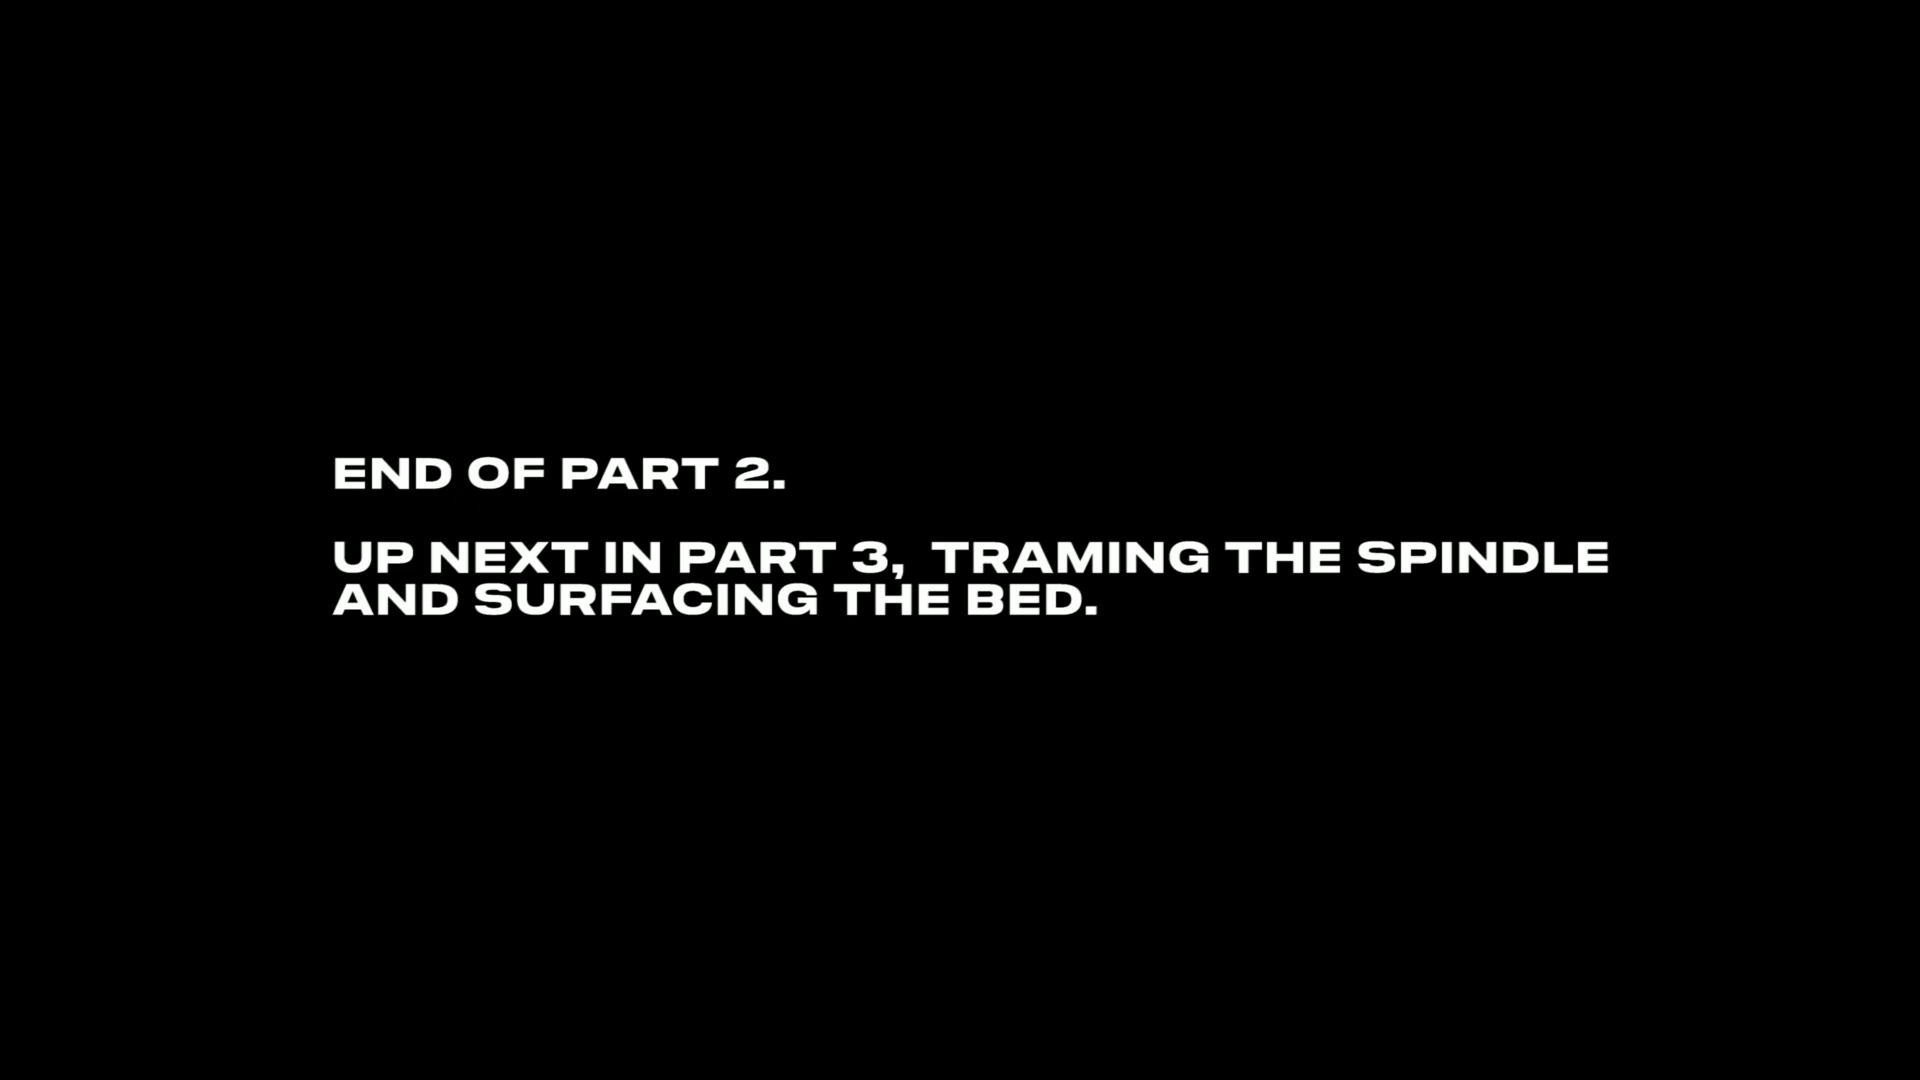 END OF PART 2.
UP NEXT IN PART 3,  TRAMING THE SPINDLE
AND SURFACING THE BED.